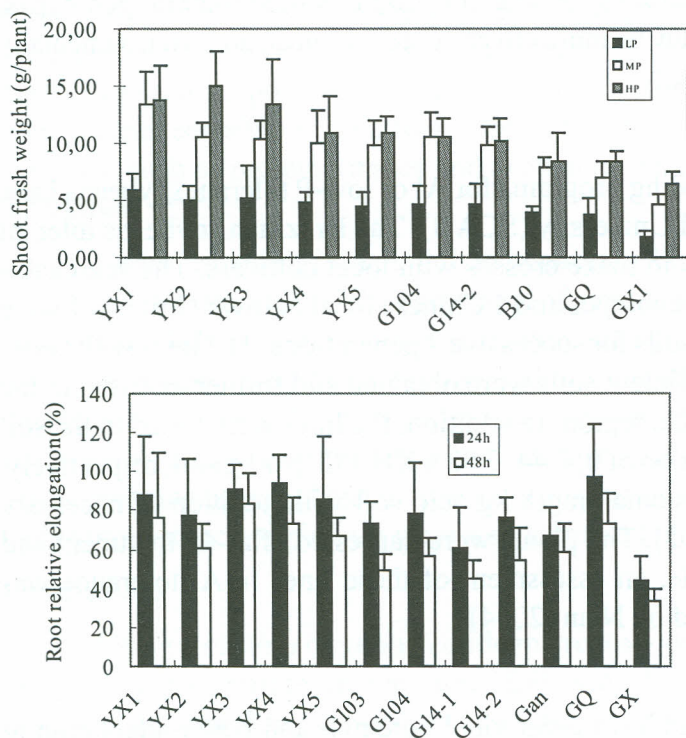 Shoot fresh weight (g/plant)
20,00
15,00
10,00
5,00
0,00
LP
MP
HP
YX1
YX2
YX3
YX4
YX5
G104
G14-2
B10
GQ
GX1
Root relative elongation(%)
140
120
100
80
60
40
20
0
24h
48h
YX1
YX2
YX3
YX4
YX5
G103
G104
G14-1
G14-2
Gan
GQ
GX